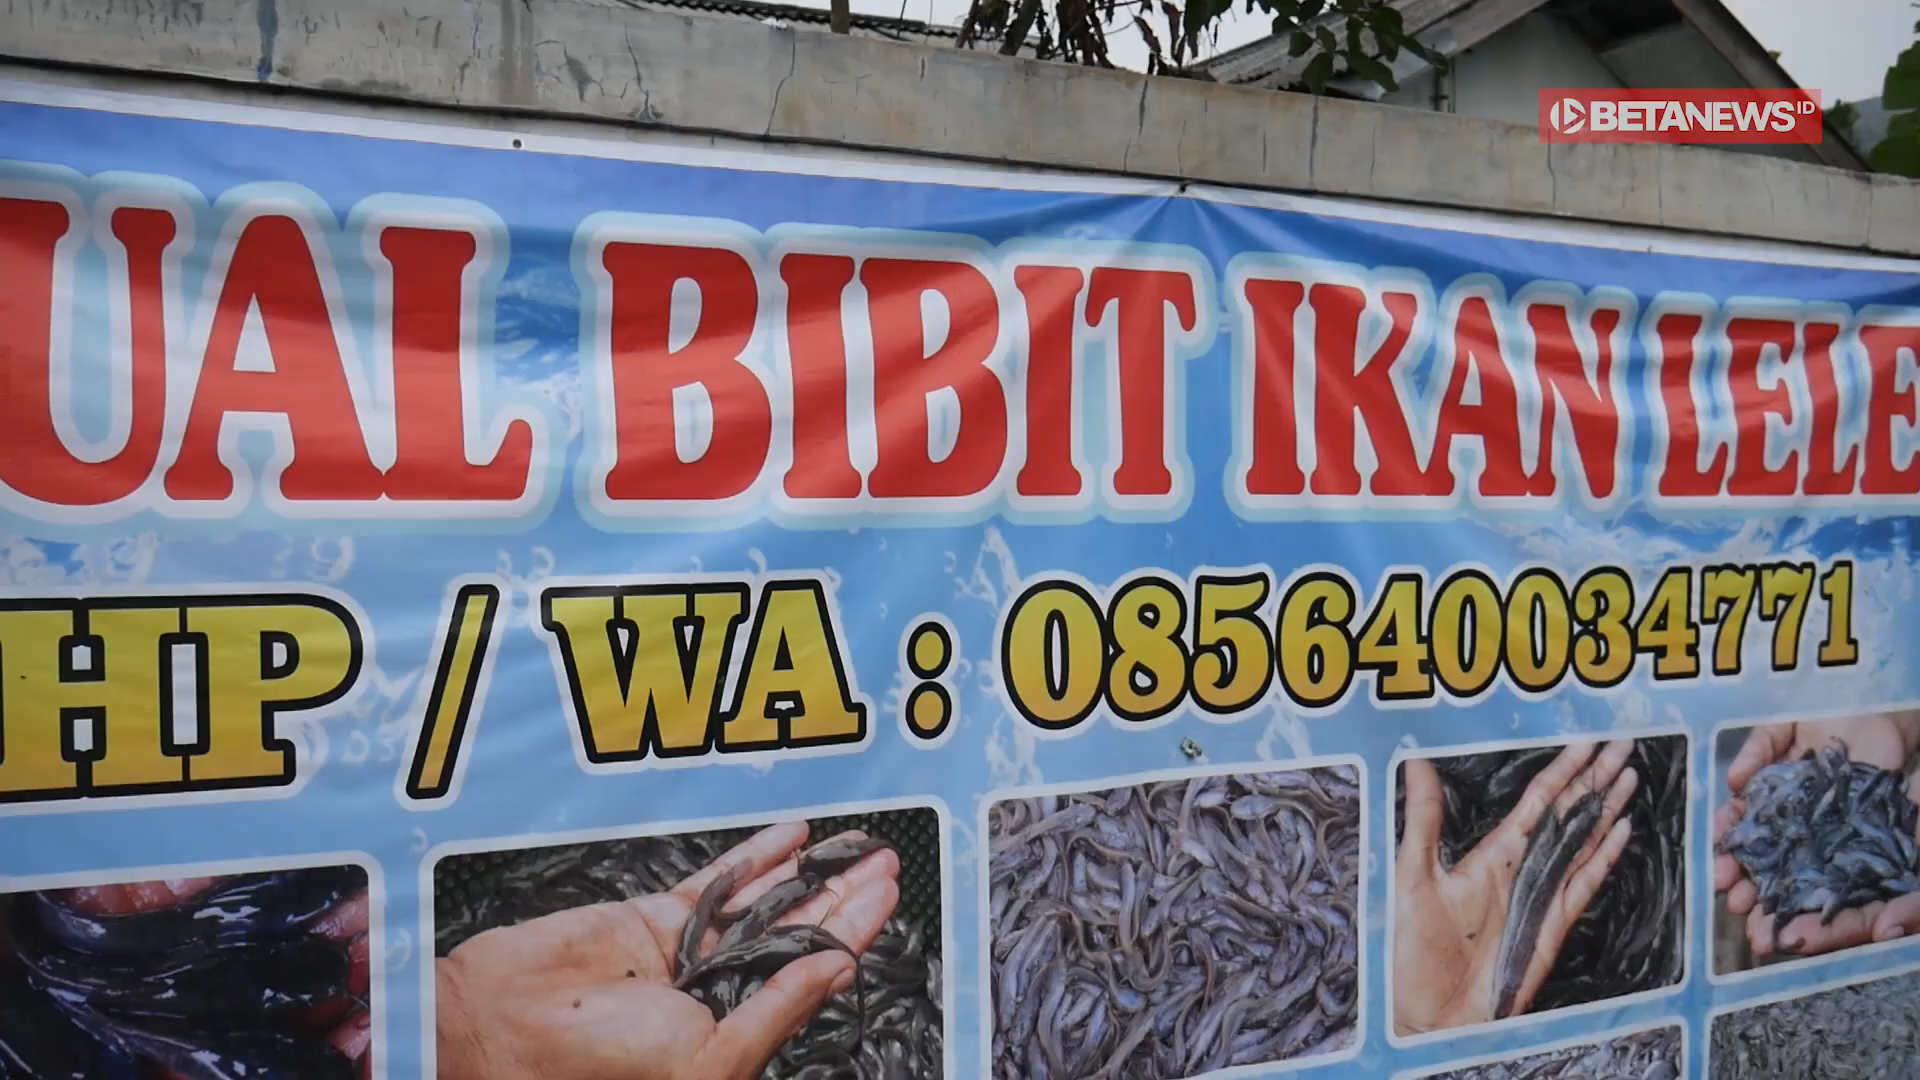 BETANEWS ID
UAL BIBIT IKAN LELE
HP / WA : 085640034771